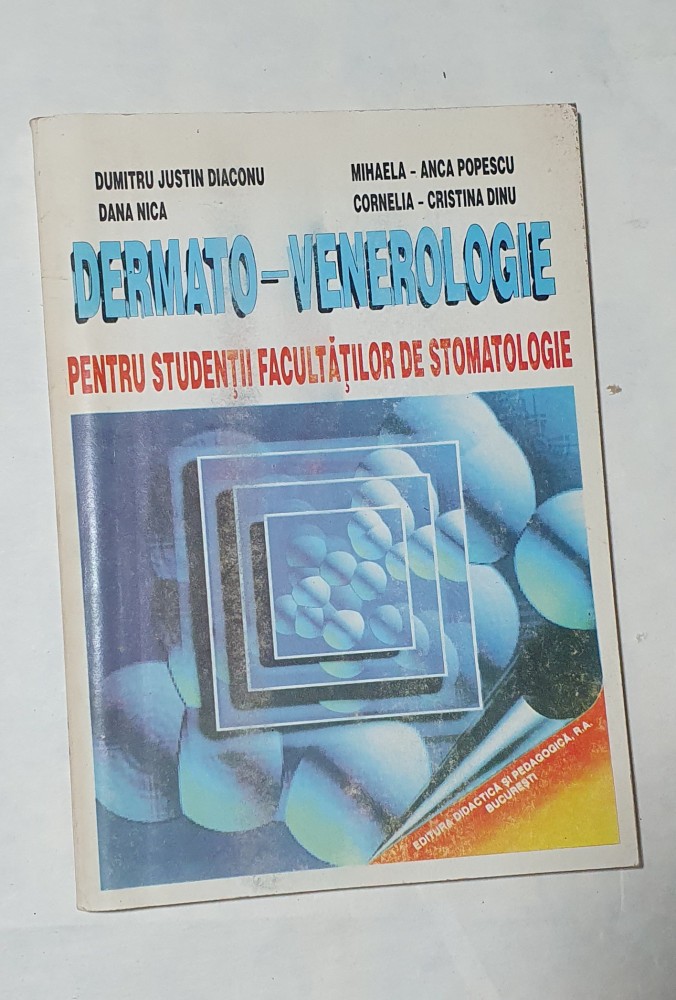 DUMITRU JUSTIN DIACONU
DANA NICA
MIHAELA - ANCA POPESCU
CORNELIA - CRISTINA DINU
DERMATO-VENEROLOGIE
PENTRU STUDENȚII FACULTĂȚILOR DE STOMATOLOGIE
EDITURA DIDACTICĂ ȘI PEDAGOGICĂ, R.A.
BUCUREȘTI